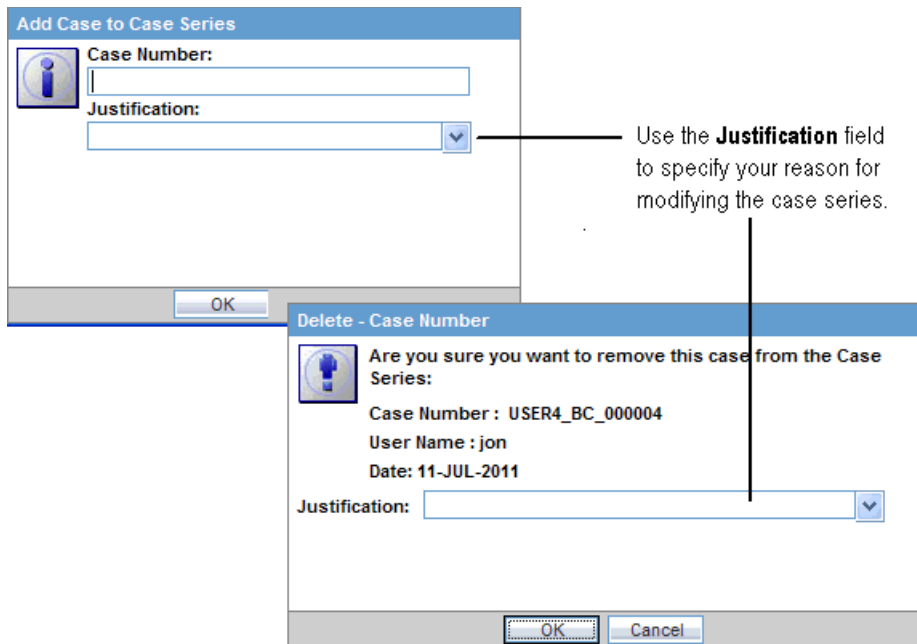 Add Case to Case Series
Case Number:
Justification:
Use the Justification field
to specify your reason for
modifying the case series.
OK
Delete - Case Number
Are you sure you want to remove this case from the Case
Series:
Case Number : USER4_BC_000004
User Name : jon
Date: 11-JUL-2011
Justification:
OK Cancel